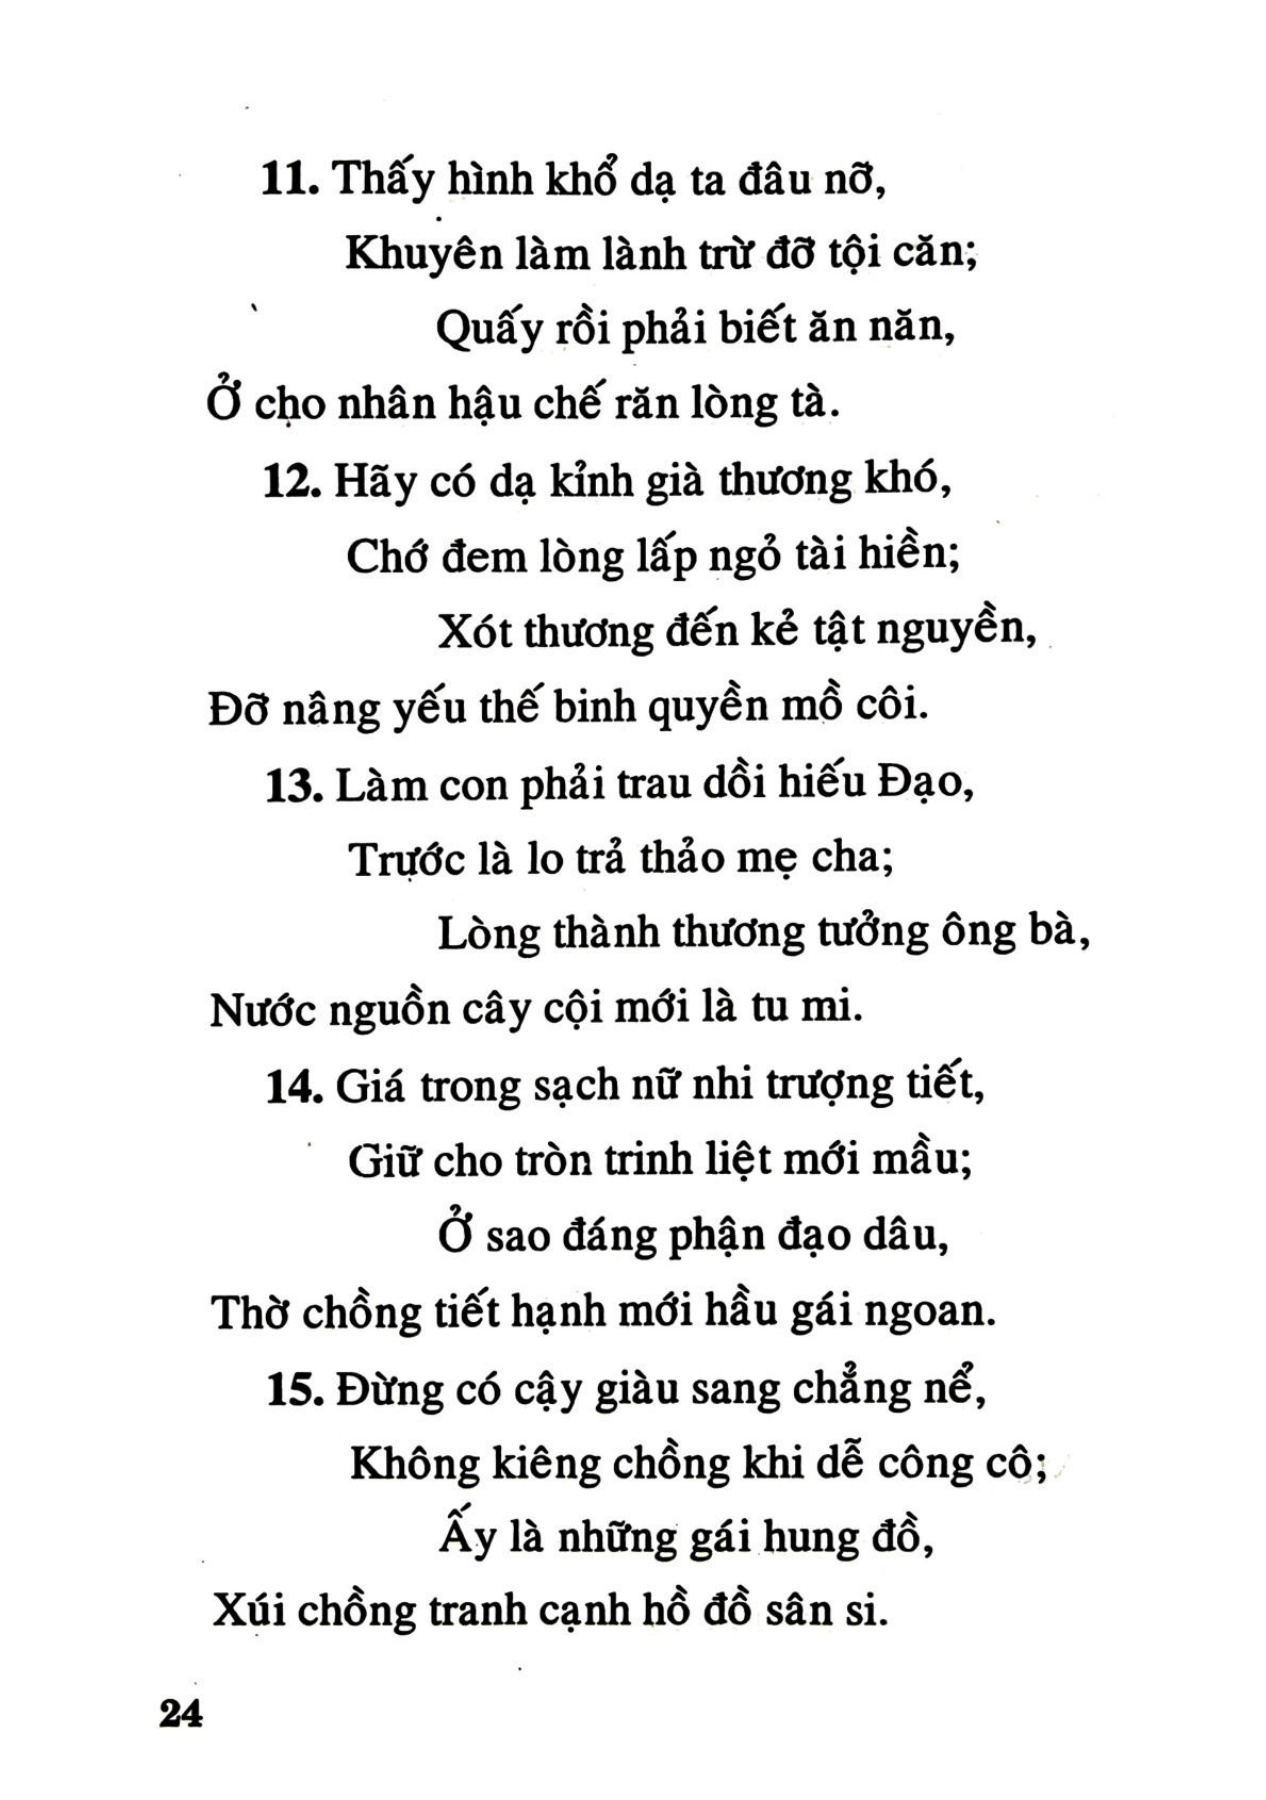 11. Thấy hình khổ dạ ta đâu nỡ,
Khuyên làm lành trừ đỡ tội căn;
Quấy rồi phải biết ăn năn,
Ở cho nhân hậu chế răn lòng tà.
12. Hãy có dạ kỉnh già thương khó,
Chớ đem lòng lấp ngỏ tài hiền;
Xót thương đến kẻ tật nguyền,
Đỡ nâng yếu thế binh quyền mồ côi.
13. Làm con phải trau dồi hiếu Đạo,
Trước là lo trả thảo mẹ cha;
Lòng thành thương tưởng ông bà,
Nước nguồn cây cội mới là tu mi.
14. Giá trong sạch nữ nhi trượng tiết,
Giữ cho tròn trinh liệt mới mầu;
Ở sao đáng phận đạo dâu,
Thờ chồng tiết hạnh mới hầu gái ngoan.
15. Đừng có cậy giàu sang chẳng nể,
Không kiêng chồng khi dễ công cô;
Ấy là những gái hung đồ,
Xúi chồng tranh cạnh hồ đồ sân si.
24